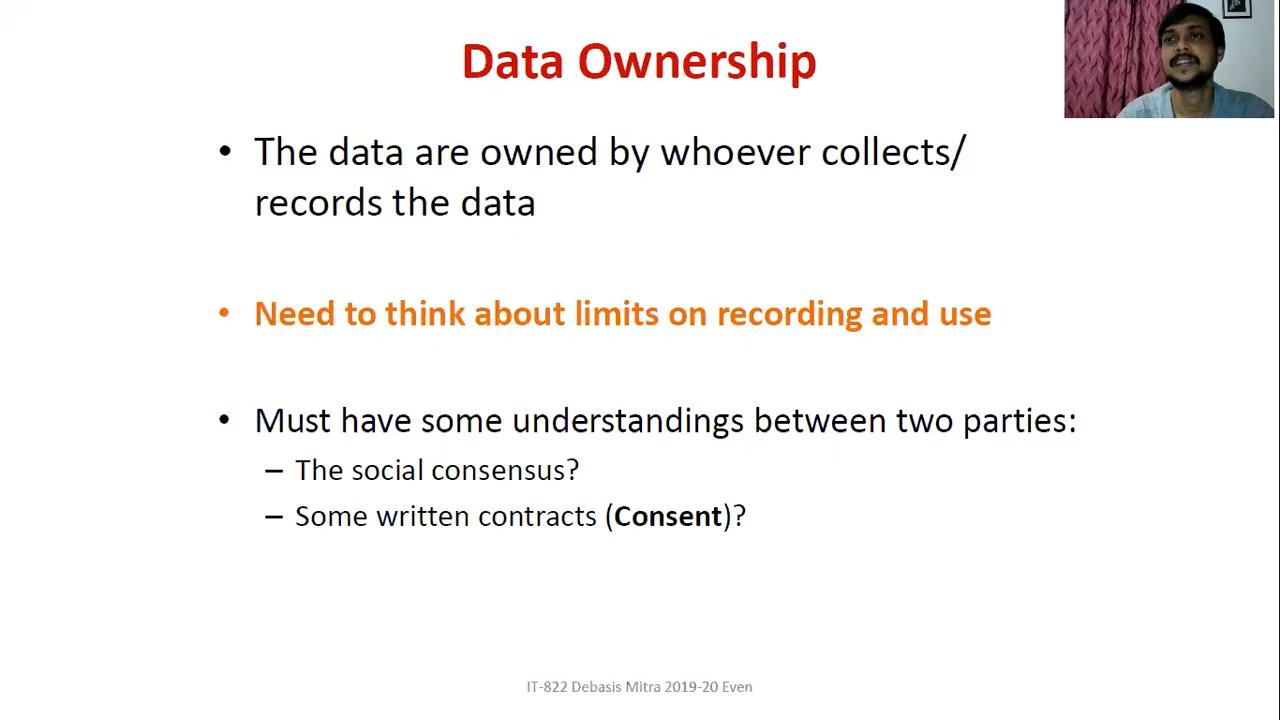 Data Ownership
• The data are owned by whoever collects/
records the data
• Need to think about limits on recording and use
• Must have some understandings between two parties:
– The social consensus?
– Some written contracts (Consent)?
IT-822 Debasis Mitra 2019-20 Even